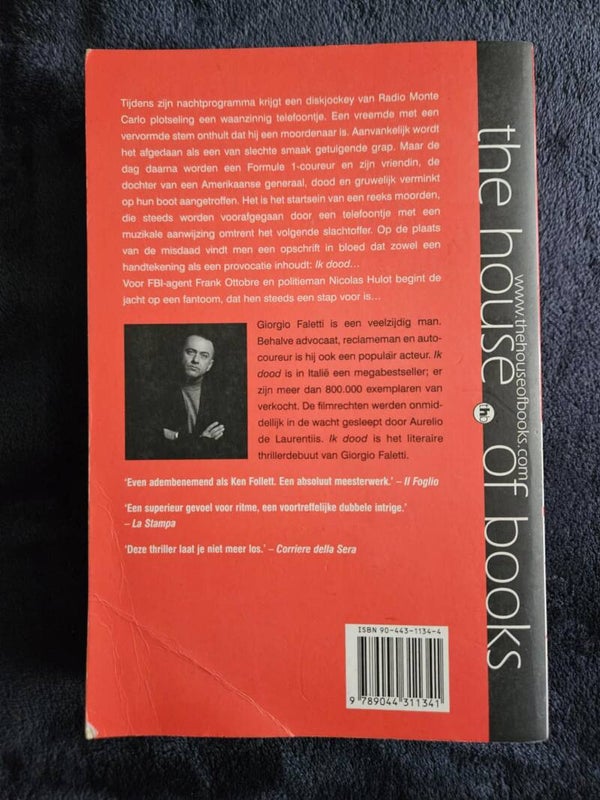 Tijdens zijn nachtprogramma krijgt een diskjockey van Radio Monte
Carlo plotseling een waanzinnig telefoontje. Een vreemde met een
vervormde stem onthult dat hij een moordenaar is. Aanvankelijk wordt
het afgedaan als een van slechte smaak getuigende grap. Maar de
dag daarna worden een Formule 1-coureur en zijn vriendin, de
dochter van een Amerikaanse generaal, dood en gruwelijk verminkt
op hun boot aangetroffen. Het is het startsein van een reeks moorden,
die steeds worden voorafgegaan door een telefoontje met een
muzikale aanwijzing omtrent het volgende slachtoffer. Op de plaats
van de misdaad vindt men een opschrift in bloed dat zowel een
handtekening als een provocatie inhoudt: Ik dood...
Voor FBI-agent Frank Ottobre en politieman Nicolas Hulot begint de
jacht op een fantoom, dat hen steeds een stap voor is...
Giorgio Faletti is een veelzijdig man.
Behalve advocaat, reclameman en auto-
coureur is hij ook een populair acteur. Ik
dood is in Italië een megabestseller; er
zijn meer dan 800.000 exemplaren van
verkocht. De filmrechten werden onmid-
dellijk in de wacht gesleept door Aurelio
de Laurentiis. Ik dood is het literaire
thrillerdebuut van Giorgio Faletti.
'Even adembenemend als Ken Follett. Een absoluut meesterwerk.' – Il Foglio
'Een superieur gevoel voor ritme, een voortreffelijke dubbele intrige.'
– La Stampa
'Deze thriller laat je niet meer los.' – Corriere della Sera
ISBN 90-443-1134-4
9 789044 311341
the house of books
www.thehouseofbooks.com